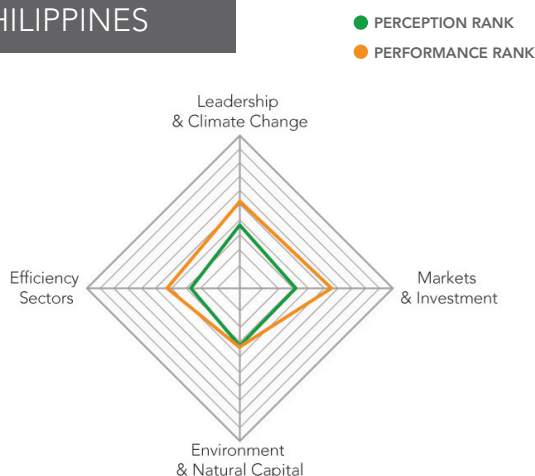 HILIPPINES
PERCEPTION RANK
PERFORMANCE RANK
Leadership
& Climate Change
Efficiency
Sectors
Markets
& Investment
Environment
& Natural Capital